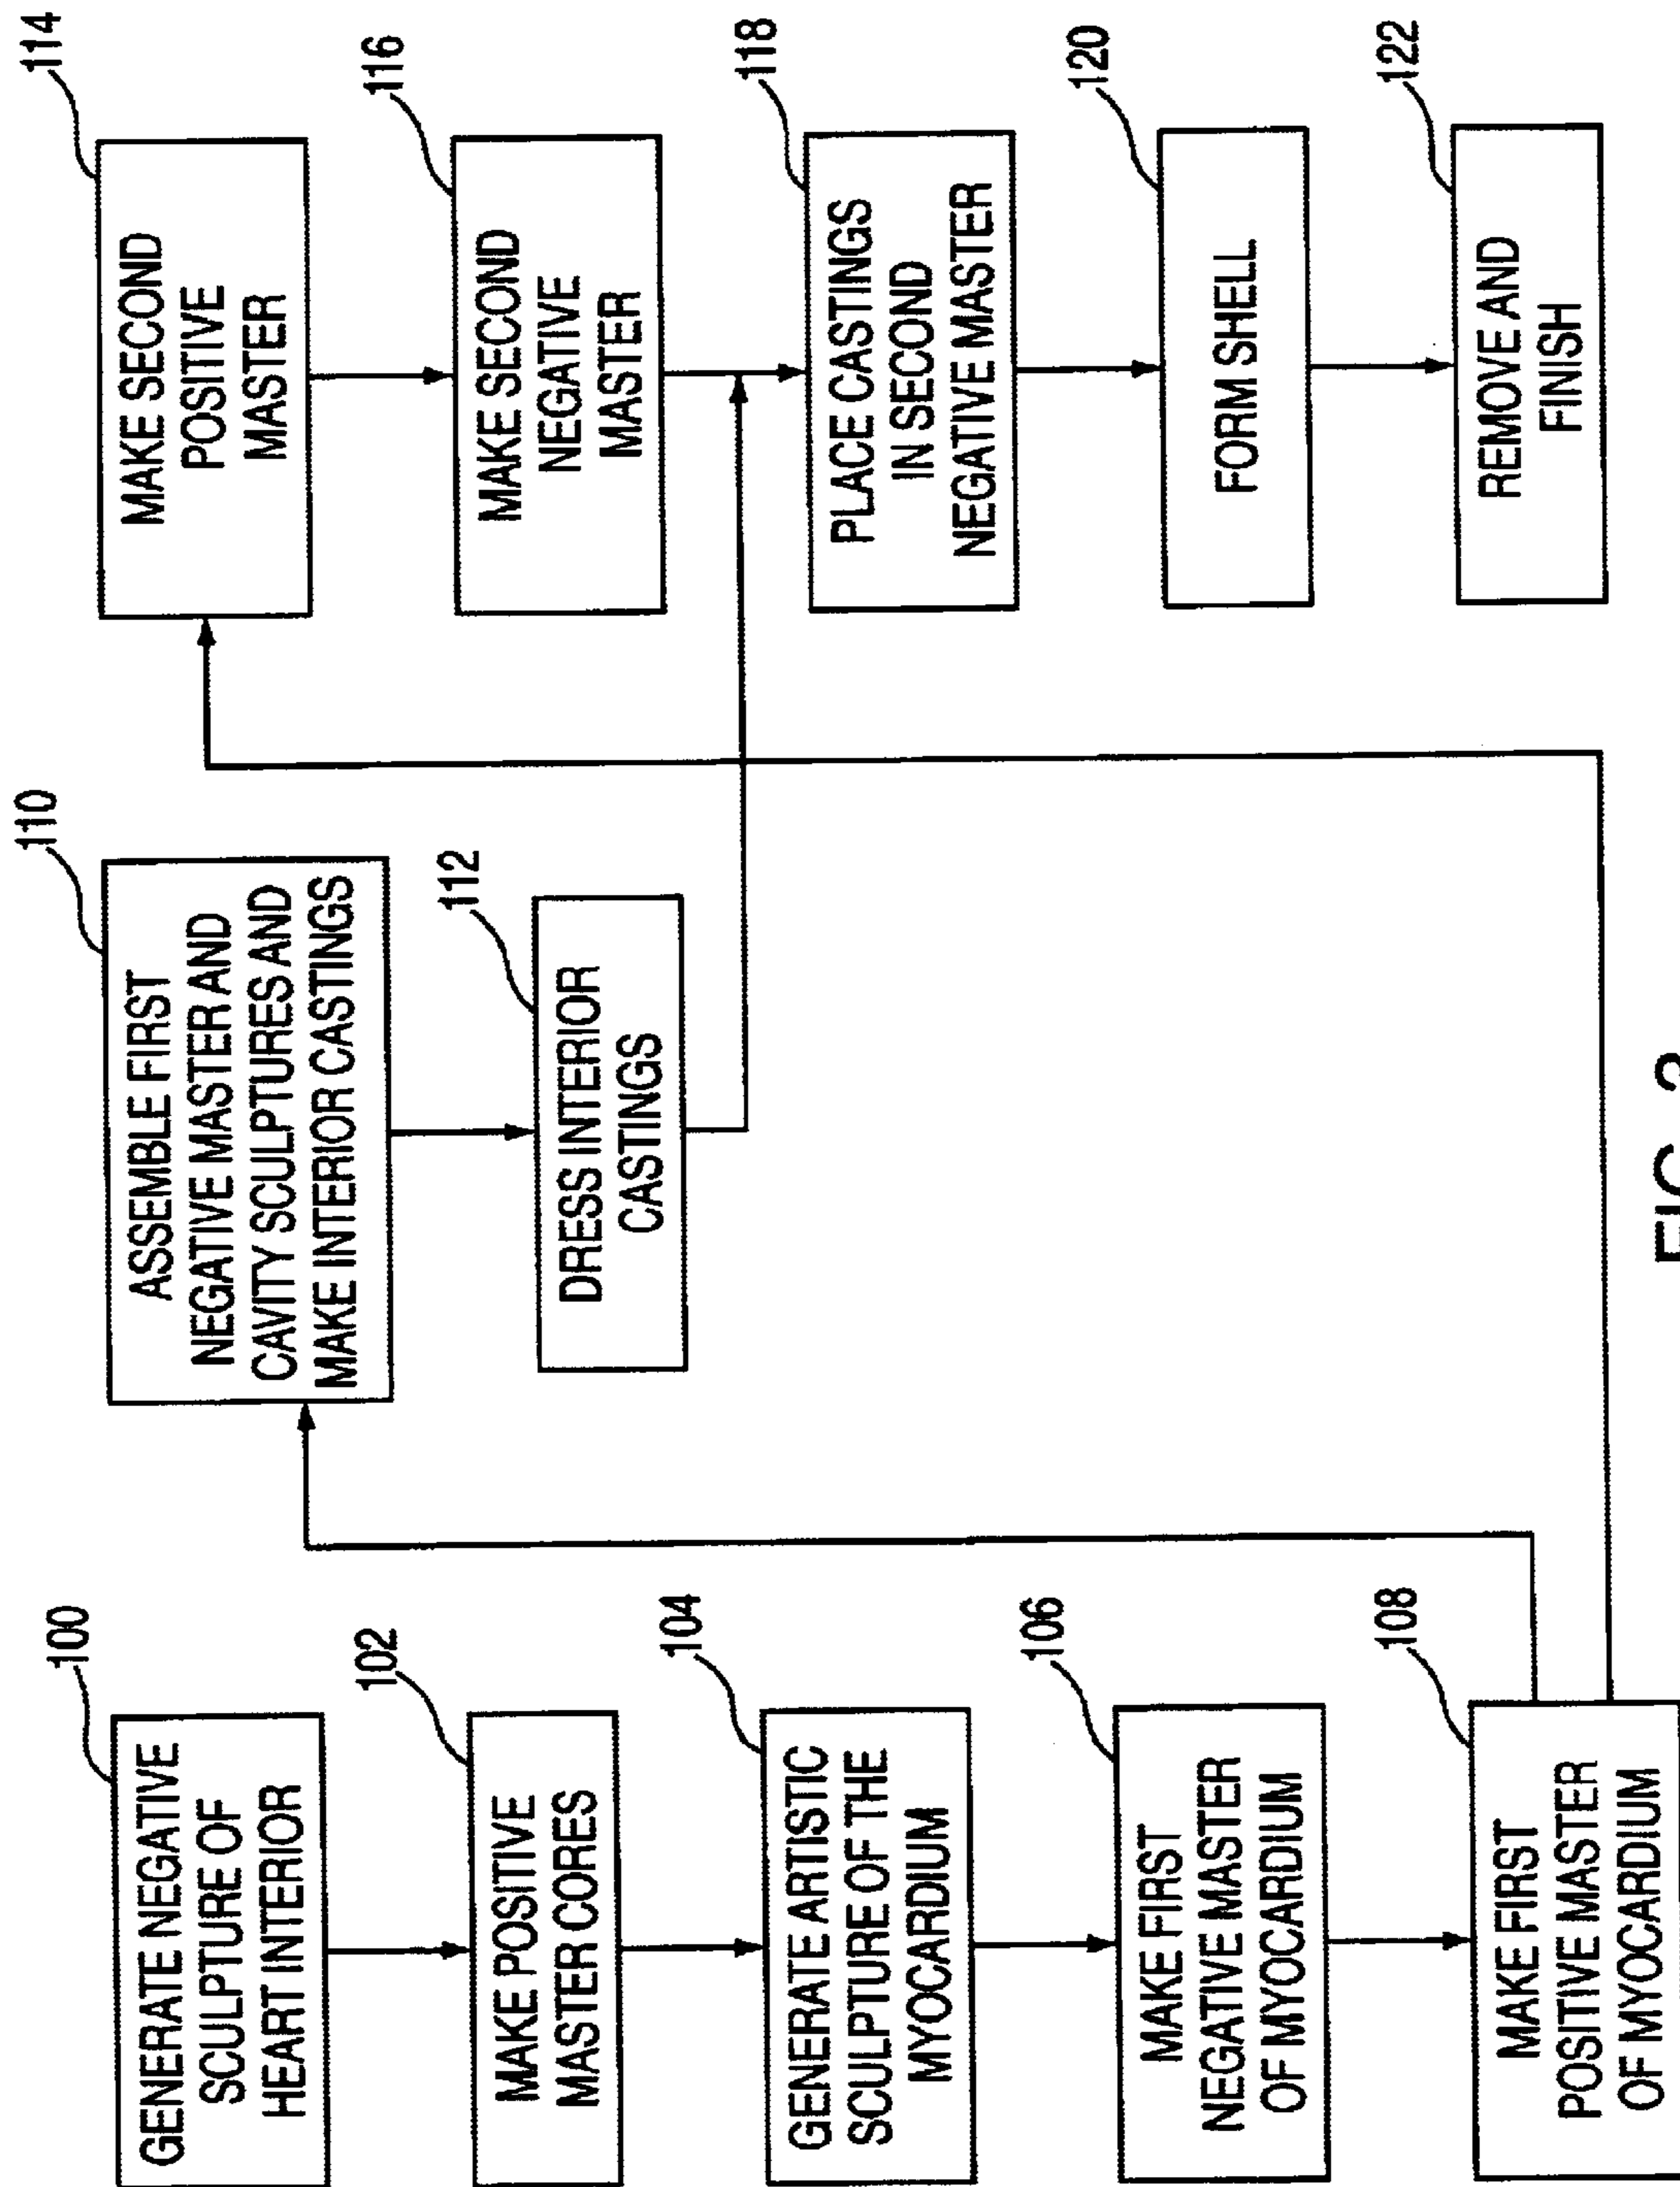 100
GENERATE NEGATIVE
SCULPTURE OF
HEART INTERIOR
102
MAKE POSITIVE
MASTER CORES
104
GENERATE ARTISTIC
SCULPTURE OF THE
MYOCARDIUM
106
MAKE FIRST
NEGATIVE MASTER
OF MYOCARDIUM
108
MAKE FIRST
POSITIVE MASTER
OF MYOCARDIUM
110
ASSEMBLE FIRST
NEGATIVE MASTER AND
CAVITY SCULPTURES AND
MAKE INTERIOR CASTINGS
112
DRESS INTERIOR
CASTINGS
114
MAKE SECOND
POSITIVE
MASTER
116
MAKE SECOND
NEGATIVE
MASTER
118
PLACE CASTINGS
IN SECOND
NEGATIVE MASTER
120
FORM SHELL
122
REMOVE AND
FINISH
FIG.